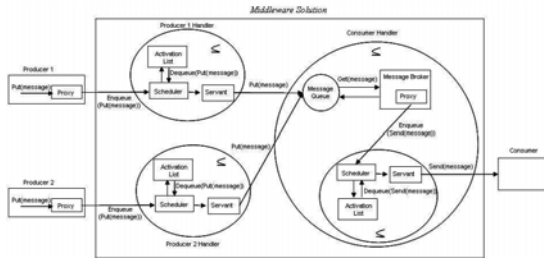 Middleware Solution
Producer 1 Handler
Consumer Handler
≤
≤
Activation
List
Producer 1
Dequeue(Put(message))
Get(message)
Message Broker
Put(message)
Proxy
Scheduler
Servant
Put(message)
Message
Queue
Proxy
Enqueue
(Put(message))
Put(message)
Enqueue
(Send(message))
≤
Activation
List
Producer 2
Dequeue(Put(message))
Scheduler
Servant
Send(message)
Consumer
Put(message)
Proxy
Scheduler
Servant
Dequeue(Send(message))
Enqueue
(Put(message))
Activation
List
Producer 2 Handler
≤